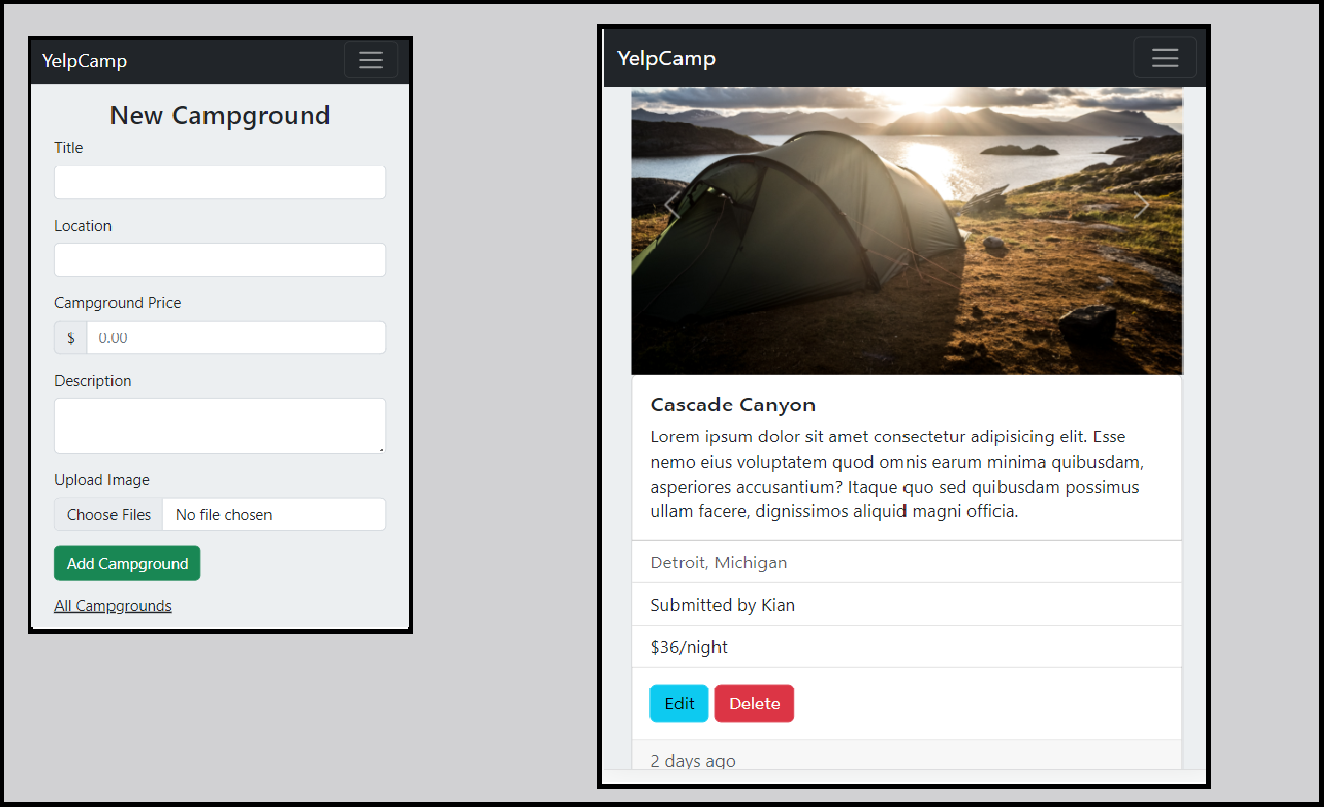 YelpCamp
New Campground
Title
Location
Campground Price
$ 0.00
Description
Upload Image
Choose Files No file chosen
Add Campground
All Campgrounds
YelpCamp
Cascade Canyon
Lorem ipsum dolor sit amet consectetur adipisicing elit. Esse
nemo eius voluptatem quod omnis earum minima quibusdam,
asperiores accusantium? Itaque quo sed quibusdam possimus
ullam facere, dignissimos aliquid magni officia.
Detroit, Michigan
Submitted by Kian
$36/night
Edit Delete
2 days ago